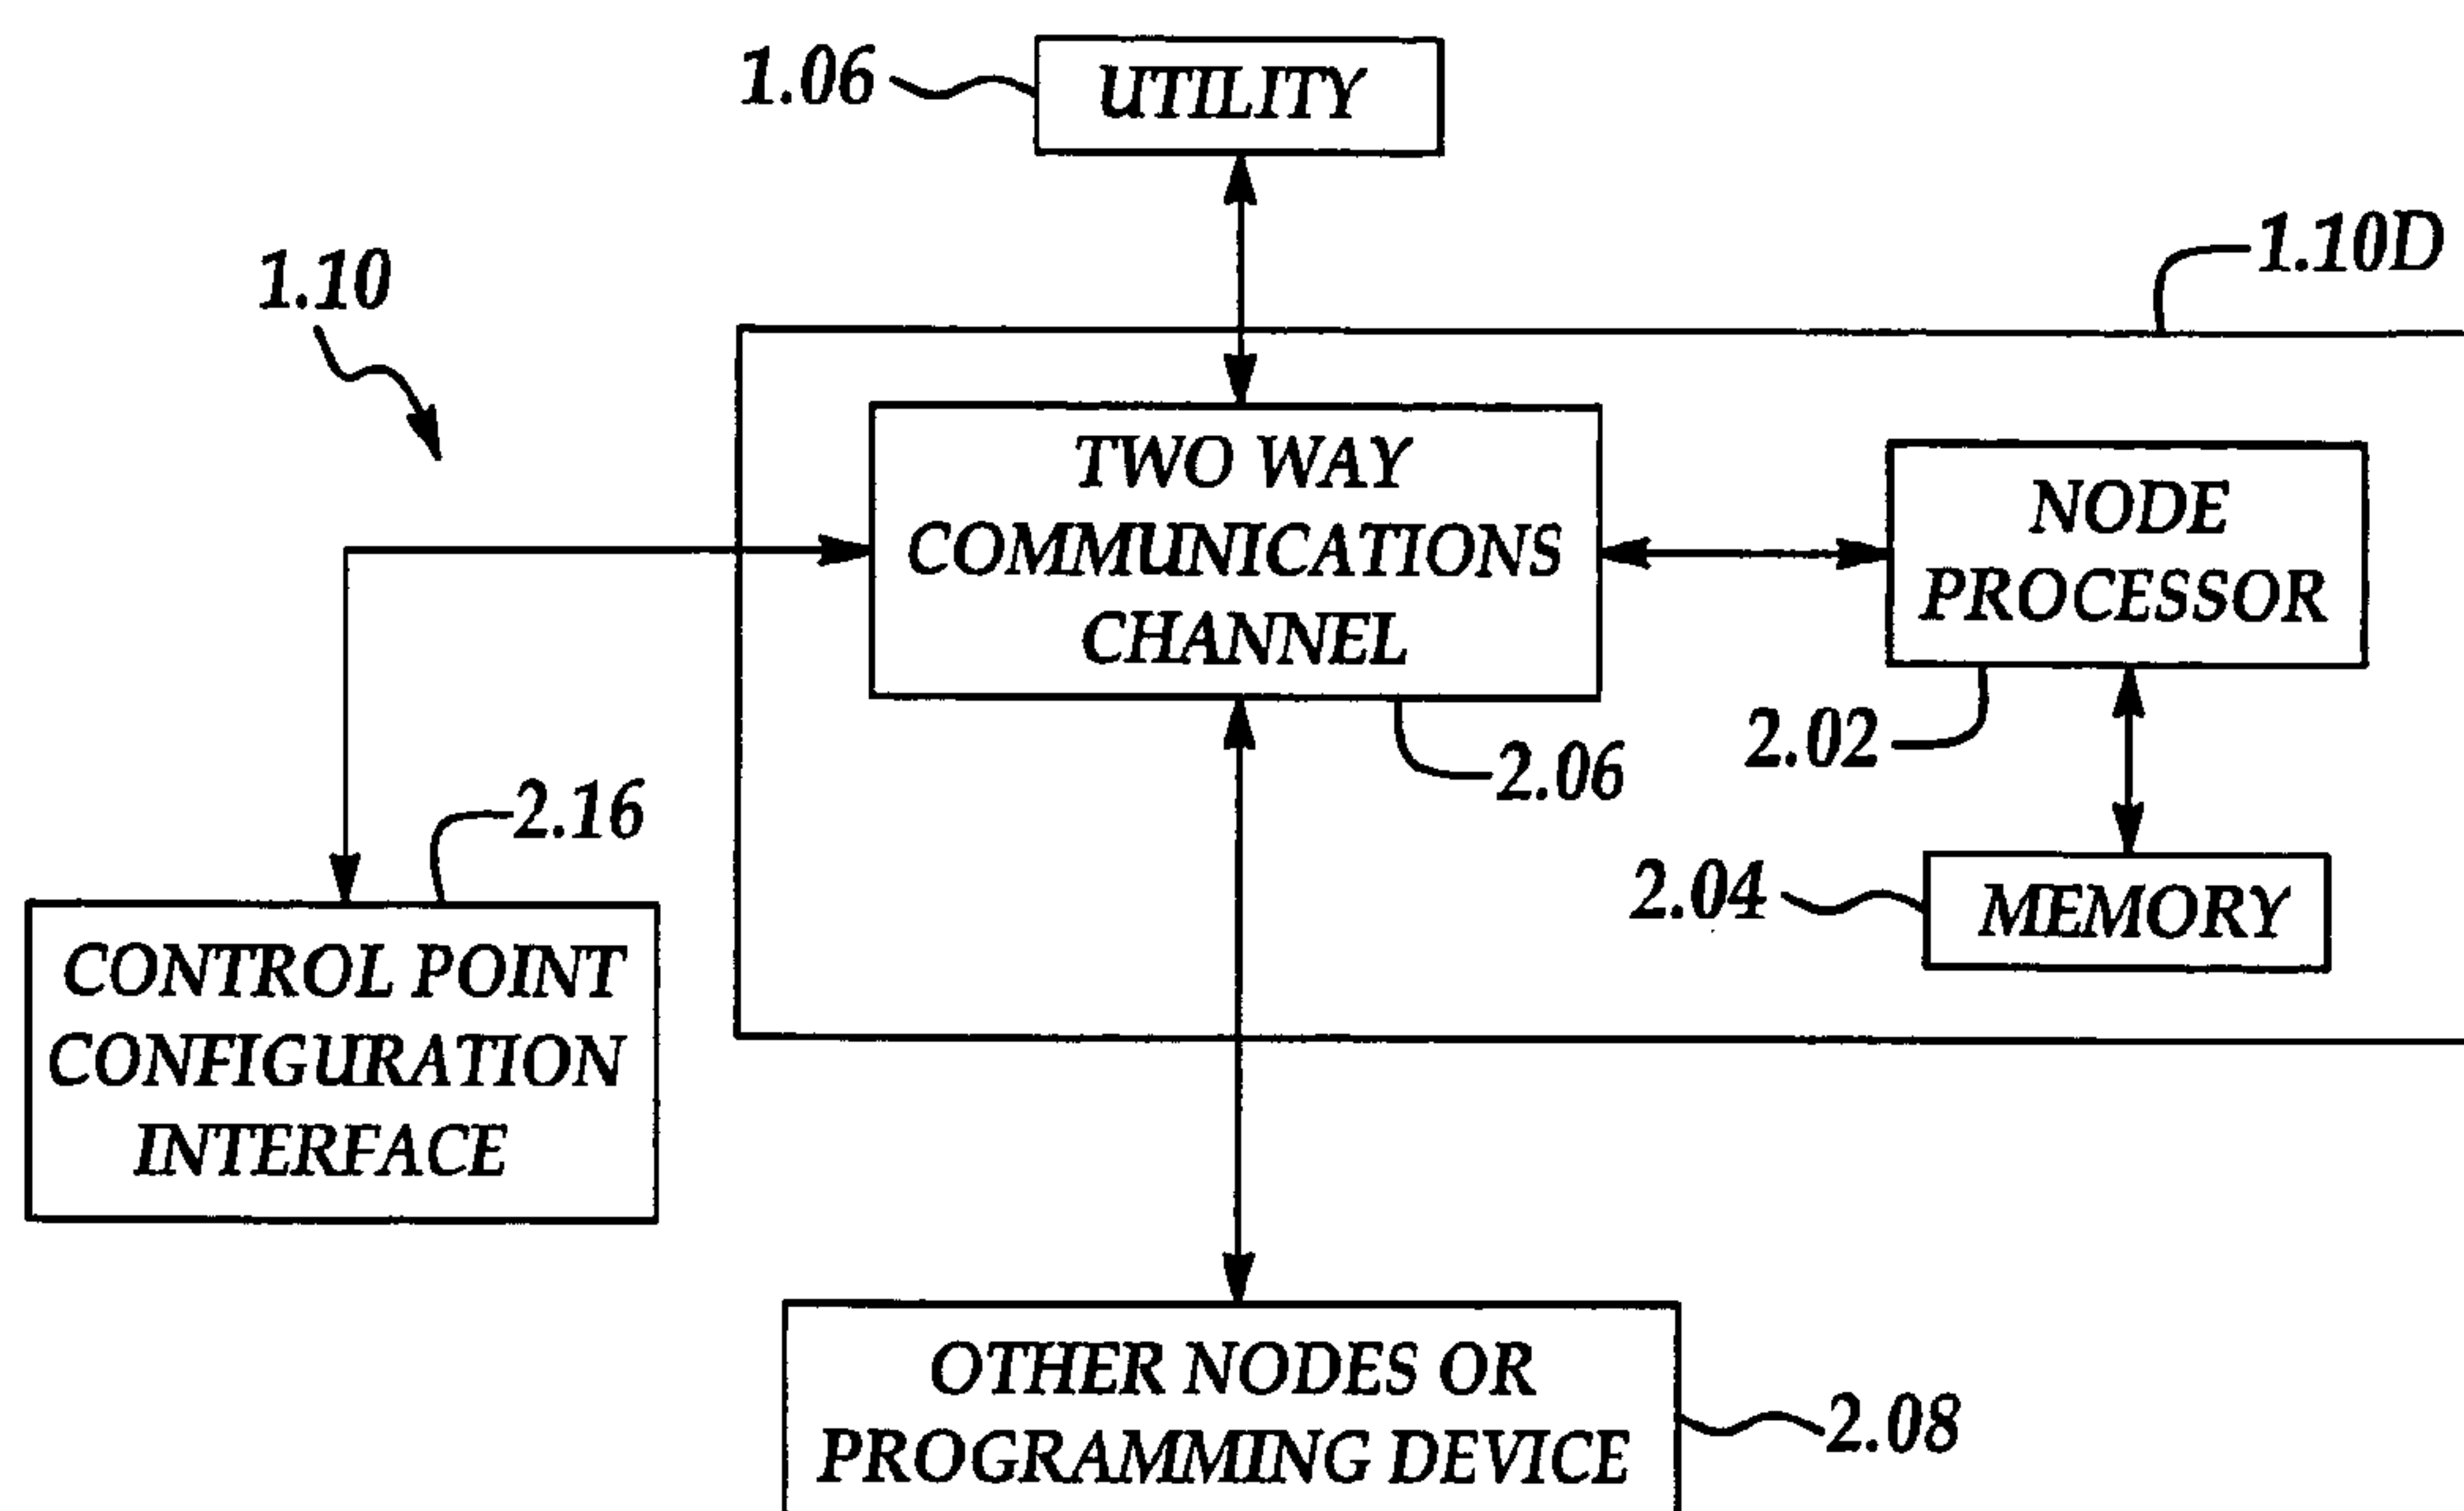 1.06
UTILITY
1.10
1.10D
TWO WAY
COMMUNICATIONS
CHANNEL
NODE
PROCESSOR
2.02
2.06
2.16
2.04
MEMORY
CONTROL POINT
CONFIGURATION
INTERFACE
OTHER NODES OR
PROGRAMMING DEVICE
2.08